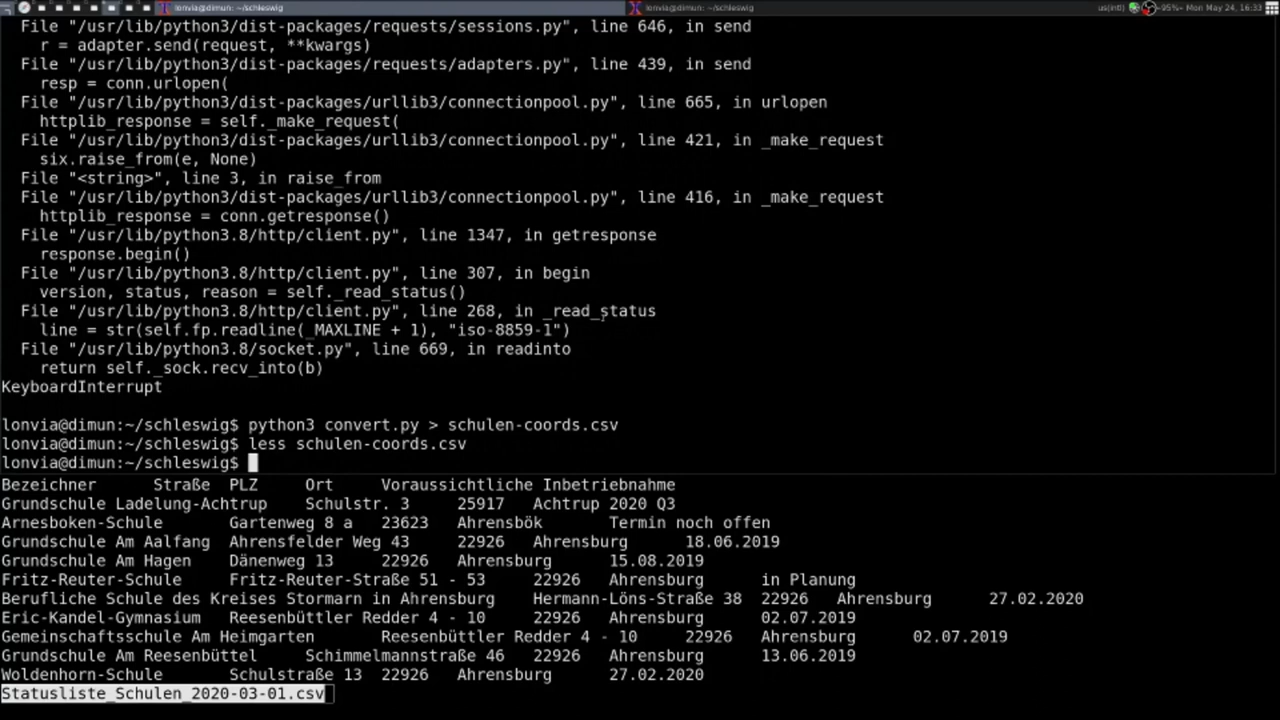 lonvia@dimun: ~/schleswig lonvia@dimun: ~/schleswig us(intl) 95% Mon May 24, 16:33
File "/usr/lib/python3/dist-packages/requests/sessions.py", line 646, in send
r = adapter.send(request, **kwargs)
File "/usr/lib/python3/dist-packages/requests/adapters.py", line 439, in send
resp = conn.urlopen(
File "/usr/lib/python3/dist-packages/urllib3/connectionpool.py", line 665, in urlopen
httplib_response = self._make_request(
File "/usr/lib/python3/dist-packages/urllib3/connectionpool.py", line 421, in _make_request
six.raise_from(e, None)
File "<string>", line 3, in raise_from
File "/usr/lib/python3/dist-packages/urllib3/connectionpool.py", line 416, in _make_request
httplib_response = conn.getresponse()
File "/usr/lib/python3.8/http/client.py", line 1347, in getresponse
response.begin()
File "/usr/lib/python3.8/http/client.py", line 307, in begin
version, status, reason = self._read_status()
File "/usr/lib/python3.8/http/client.py", line 268, in _read_status
line = str(self.fp.readline(_MAXLINE + 1), "iso-8859-1")
File "/usr/lib/python3.8/socket.py", line 669, in readinto
return self._sock.recv_into(b)
KeyboardInterrupt
lonvia@dimun:~/schleswig$ python3 convert.py > schulen-coords.csv
lonvia@dimun:~/schleswig$ less schulen-coords.csv
lonvia@dimun:~/schleswig$
Bezeichner Straße PLZ Ort Voraussichtliche Inbetriebnahme
Grundschule Ladelung-Achtrup Schulstr. 3 25917 Achtrup 2020 Q3
Arnesboken-Schule Gartenweg 8 a 23623 Ahrensbök Termin noch offen
Grundschule Am Aalfang Ahrensfelder Weg 43 22926 Ahrensburg 18.06.2019
Grundschule Am Hagen Dänenweg 13 22926 Ahrensburg 15.08.2019
Fritz-Reuter-Schule Fritz-Reuter-Straße 51 - 53 22926 Ahrensburg in Planung
Berufliche Schule des Kreises Stormarn in Ahrensburg Hermann-Löns-Straße 38 22926 Ahrensburg 27.02.2020
Eric-Kandel-Gymnasium Reesenbüttler Redder 4 - 10 22926 Ahrensburg 02.07.2019
Gemeinschaftsschule Am Heimgarten Reesenbüttler Redder 4 - 10 22926 Ahrensburg 02.07.2019
Grundschule Am Reesenbüttel Schimmelmannstraße 46 22926 Ahrensburg 13.06.2019
Woldenhorn-Schule Schulstraße 13 22926 Ahrensburg 27.02.2020
Statusliste_Schulen_2020-03-01.csv